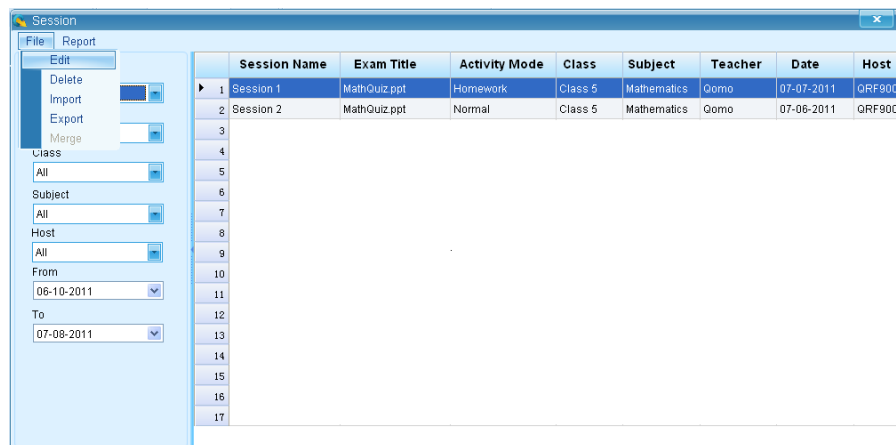 Session
File Report
Edit
Delete
Import
Export
Merge
Class
All
Subject
All
Host
All
From
06-10-2011
To
07-08-2011
Session Name Exam Title Activity Mode Class Subject Teacher Date Host
1 Session 1 MathQuiz.ppt Homework Class 5 Mathematics Qomo 07-07-2011 QRF900
2 Session 2 MathQuiz.ppt Normal Class 5 Mathematics Qomo 07-06-2011 QRF900
3
4
5
6
7
8
9
10
11
12
13
14
15
16
17